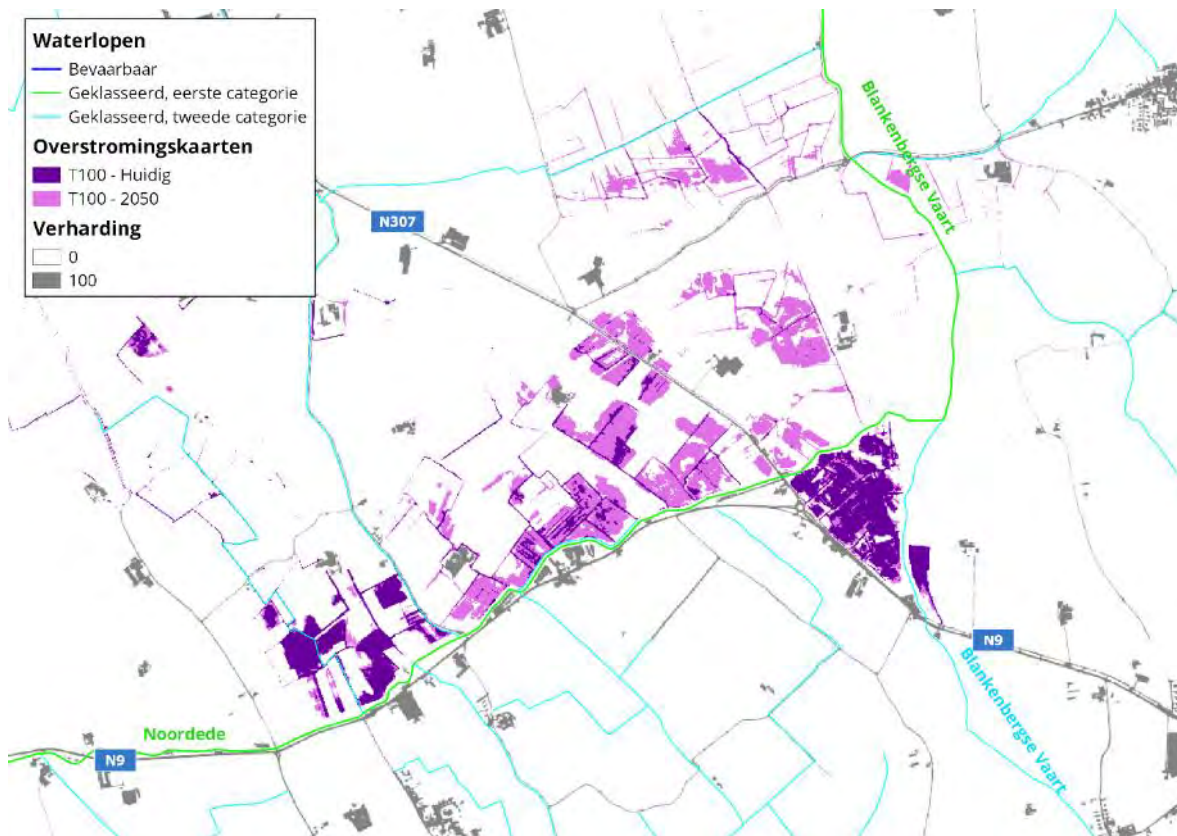 Waterlopen
Bevaarbaar
Geklasseerd, eerste categorie
Geklasseerd, tweede categorie
Overstromingskaarten
T100 - Huidig
T100 - 2050
Verharding
0
100
N307
Blankenbergse Vaart
N9
Blankenbergse Vaart
Noordede
N9